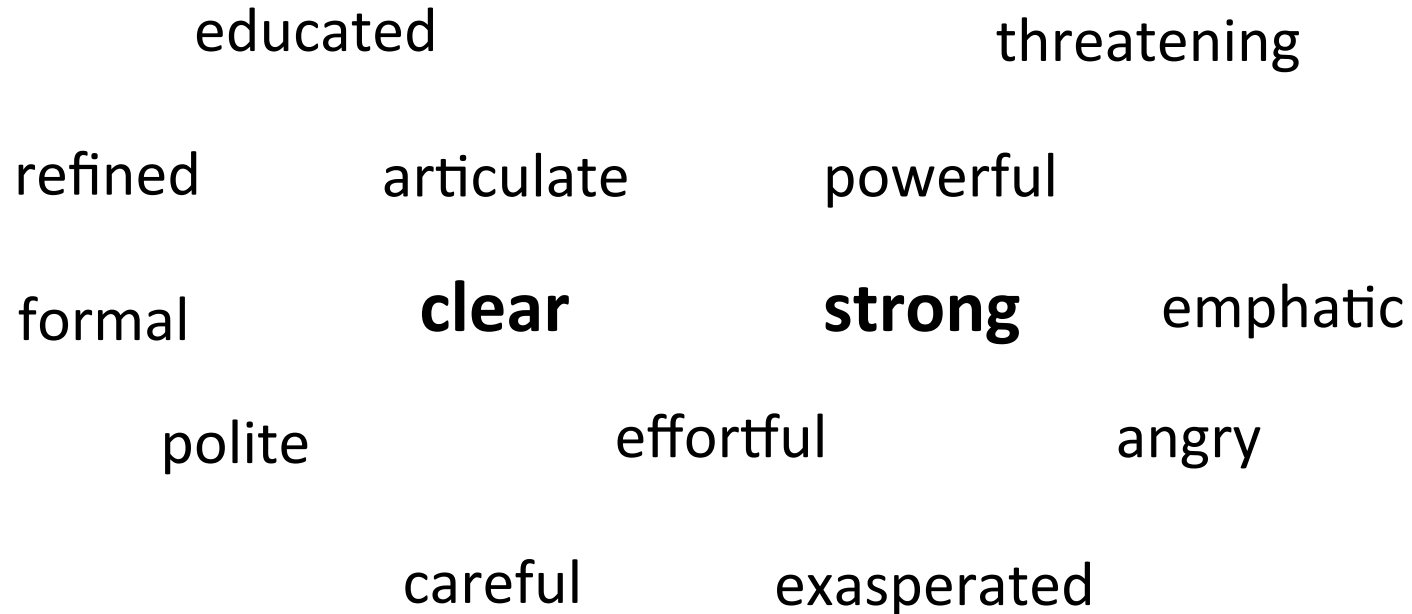 educated threatening
refined articulate powerful
formal clear strong emphatic
polite effortful angry
careful exasperated